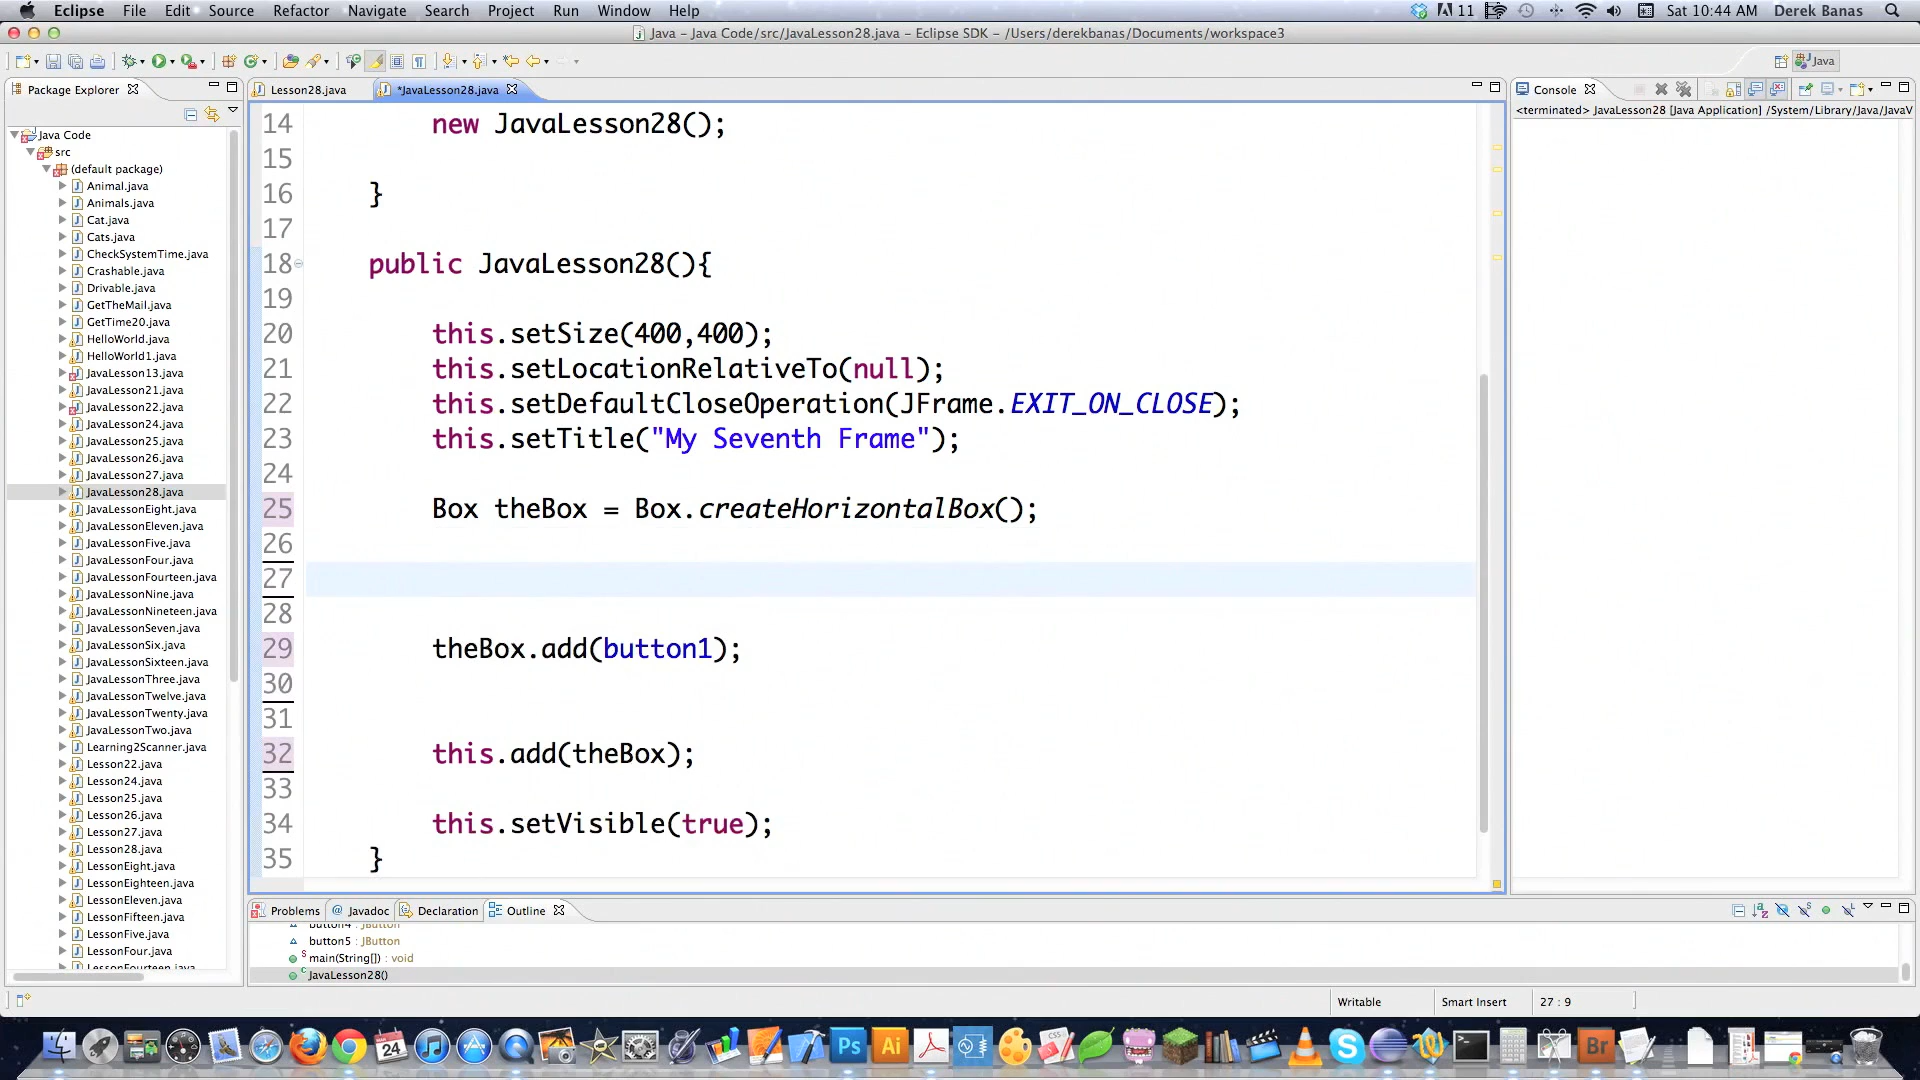 Eclipse File Edit Source Refactor Navigate Search Project Run Window Help 11 Sat 10:44 AM Derek Banas
Java – Java Code/src/JavaLesson28.java – Eclipse SDK – /Users/derekbanas/Documents/workspace3
Java
Package Explorer
Java Code
src
(default package)
Animal.java
Animals.java
Cat.java
Cats.java
CheckSystemTime.java
Crashable.java
Drivable.java
GetTheMail.java
GetTime20.java
HelloWorld.java
HelloWorld1.java
JavaLesson13.java
JavaLesson21.java
JavaLesson22.java
JavaLesson24.java
JavaLesson25.java
JavaLesson26.java
JavaLesson27.java
JavaLesson28.java
JavaLessonEight.java
JavaLessonEleven.java
JavaLessonFive.java
JavaLessonFour.java
JavaLessonFourteen.java
JavaLessonNine.java
JavaLessonNineteen.java
JavaLessonSeven.java
JavaLessonSix.java
JavaLessonSixteen.java
JavaLessonThree.java
JavaLessonTwelve.java
JavaLessonTwenty.java
JavaLessonTwo.java
Learning2Scanner.java
Lesson22.java
Lesson24.java
Lesson25.java
Lesson26.java
Lesson27.java
Lesson28.java
LessonEight.java
LessonEighteen.java
LessonEleven.java
LessonFifteen.java
LessonFive.java
LessonFour.java
LessonFourteen.java
Lesson28.java *JavaLesson28.java
14 new JavaLesson28();
15
16 }
17
18 public JavaLesson28(){
19
20 this.setSize(400,400);
21 this.setLocationRelativeTo(null);
22 this.setDefaultCloseOperation(JFrame.EXIT_ON_CLOSE);
23 this.setTitle("My Seventh Frame");
24
25 Box theBox = Box.createHorizontalBox();
26
27
28
29 theBox.add(button1);
30
31
32 this.add(theBox);
33
34 this.setVisible(true);
35 }
Console
<terminated> JavaLesson28 [Java Application] /System/Library/Java/JavaV
Problems @ Javadoc Declaration Outline
button4 : JButton
button5 : JButton
main(String[]) : void
JavaLesson28()
Writable Smart Insert 27 : 9
24 Ps Ai CSS Br